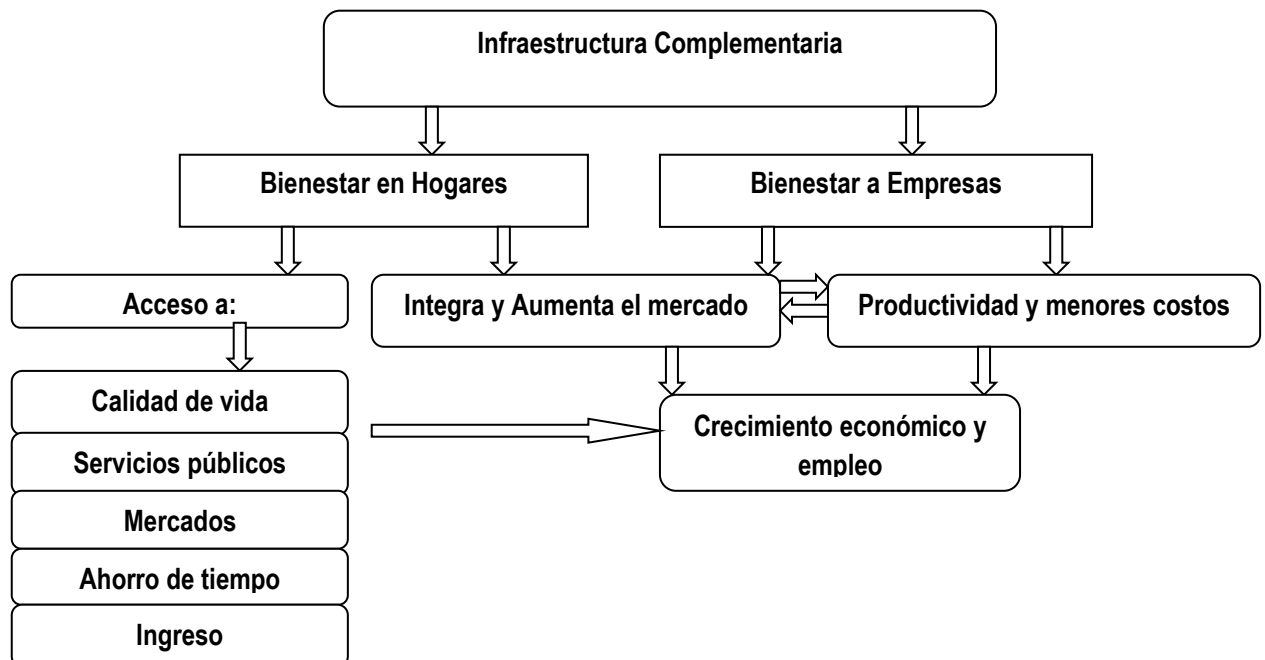 Infraestructura Complementaria
Bienestar en Hogares
Bienestar a Empresas
Acceso a:
Integra y Aumenta el mercado
Productividad y menores costos
Calidad de vida
Servicios públicos
Mercados
Ahorro de tiempo
Ingreso
Crecimiento económico y
empleo